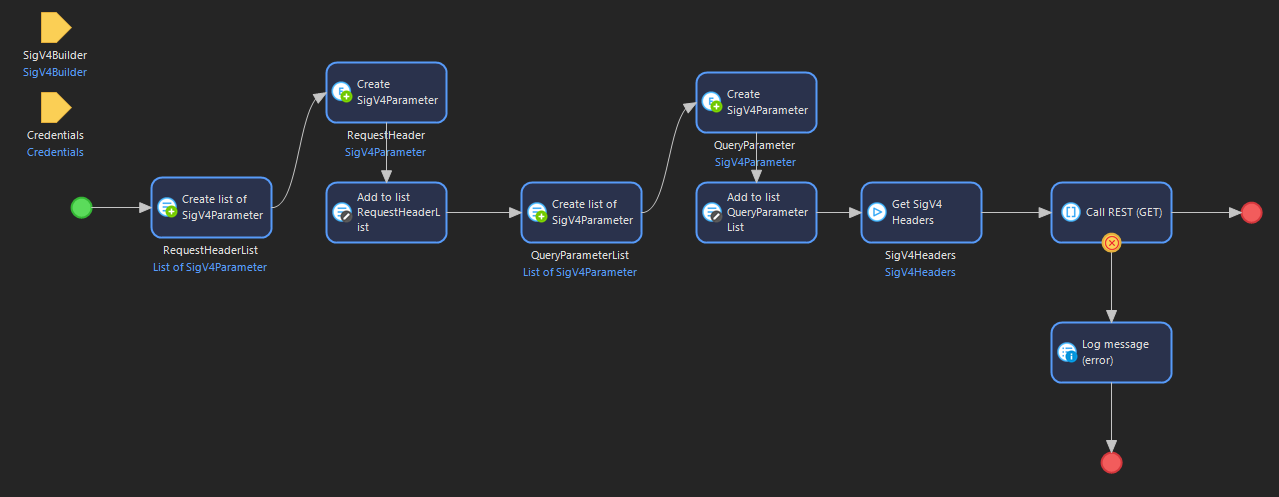 SigV4Builder
SigV4Builder
Credentials
Credentials
Create list of
SigV4Parameter
RequestHeaderList
List of SigV4Parameter
Create
SigV4Parameter
RequestHeader
SigV4Parameter
Add to list
RequestHeaderL
ist
Create list of
SigV4Parameter
QueryParameterList
List of SigV4Parameter
Create
SigV4Parameter
QueryParameter
SigV4Parameter
Add to list
QueryParameter
List
Get SigV4
Headers
SigV4Headers
SigV4Headers
Call REST (GET)
Log message
(error)